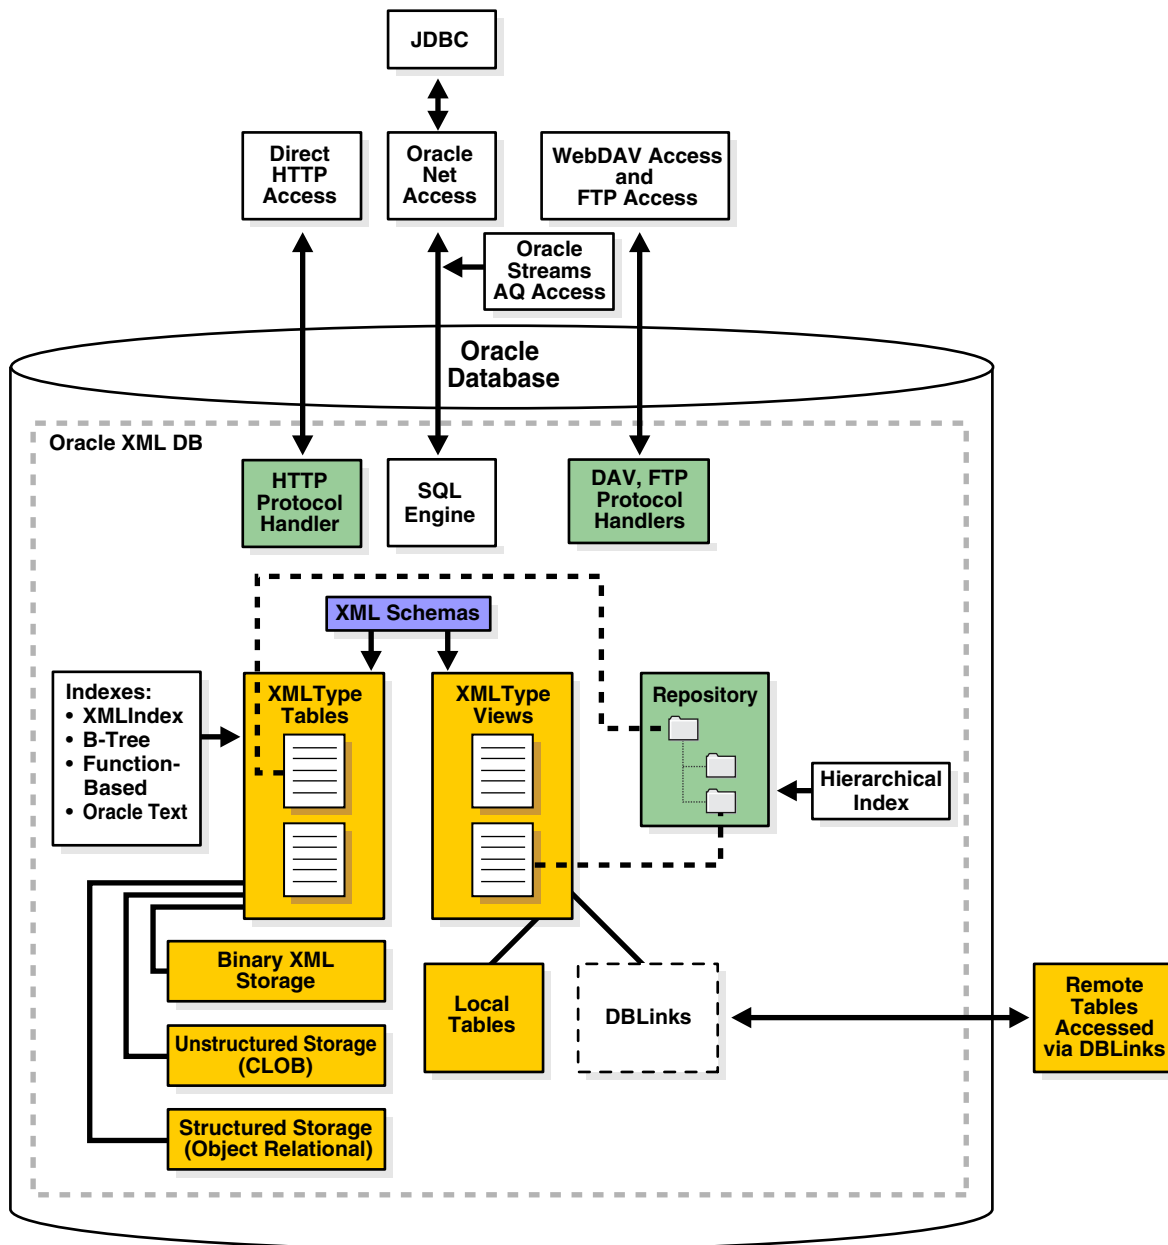 JDBC
Direct
HTTP
Access
Oracle
Net
Access
WebDAV Access
and
FTP Access
Oracle
Streams
AQ Access
Oracle
Database
Oracle XML DB
HTTP
Protocol
Handler
SQL
Engine
DAV, FTP
Protocol
Handlers
XML Schemas
Indexes:
• XMLIndex
• B-Tree
• Function-
Based
• Oracle Text
XMLType
Tables
XMLType
Views
Repository
Hierarchical
Index
Binary XML
Storage
Unstructured Storage
(CLOB)
Structured Storage
(Object Relational)
Local
Tables
DBLinks
Remote
Tables
Accessed
via DBLinks